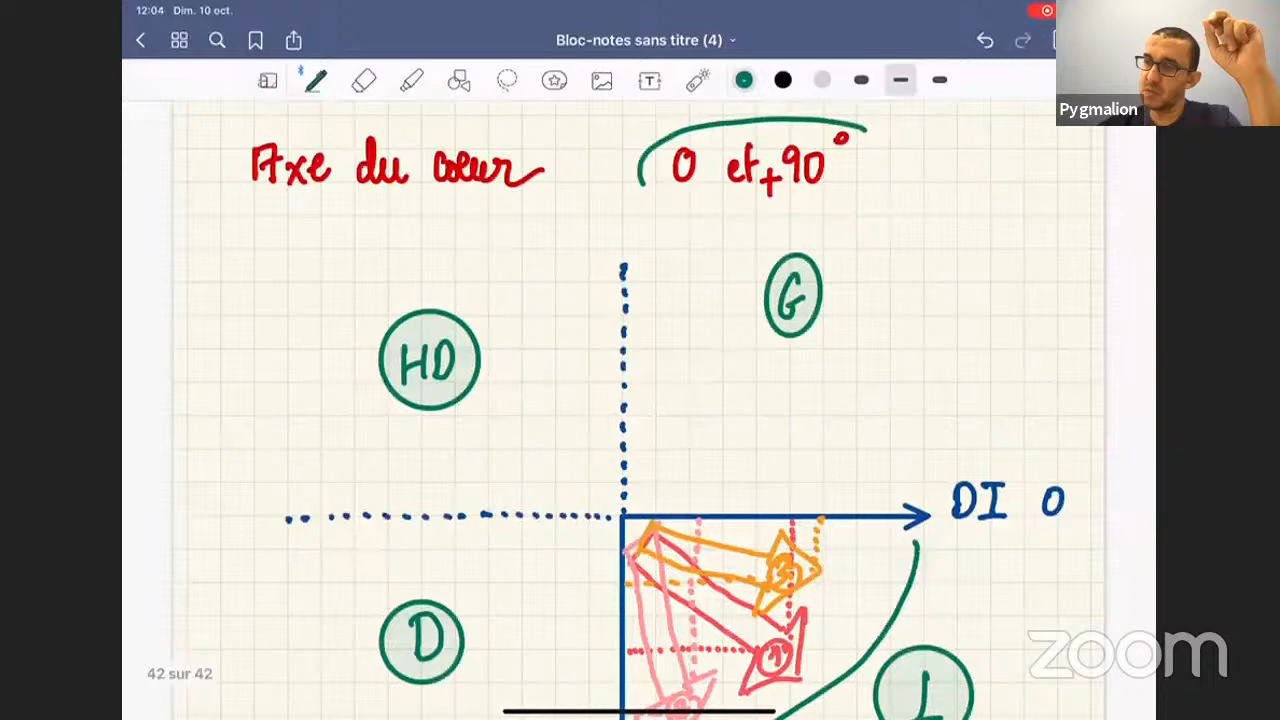 12:04 Dim. 10 oct.
Bloc-notes sans titre (4)
Pygmalion
Axe du cœur 0 et +90°
G
HD
DI 0
D
42 sur 42
zoom